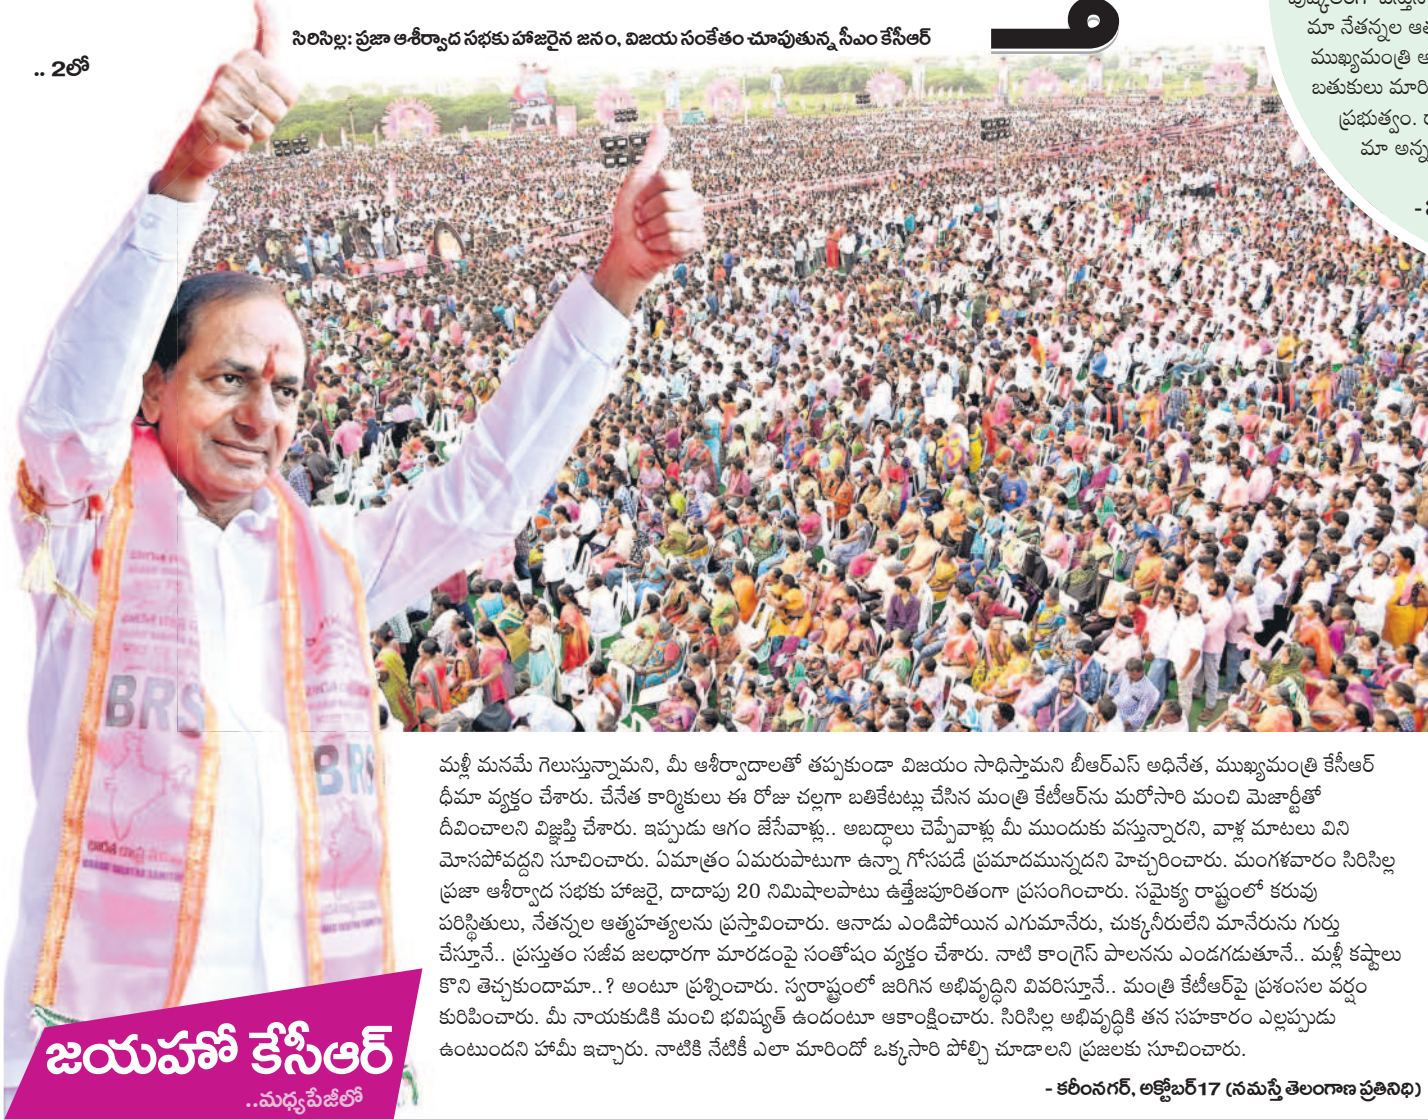 సిరిసిల్ల: ప్రజా ఆశీర్వాద సభకు హాజరైన జనం, విజయ సంకేతం చూపుతున్న సీఎం కేసీఆర్
.. 2లో
మా నేతన్నల
ముఖ్యమంత్రి
బతుకులు
ప్రభుత్వం.
మా
BRS
BRS
మళ్లీ మనమే గెలుస్తున్నామని, మీ ఆశీర్వాదాలతో తప్పకుండా విజయం సాధిస్తామని బీఆర్ఎస్ అధినేత, ముఖ్యమంత్రి కేసీఆర్
ధీమా వ్యక్తం చేశారు. చేనేత కార్మికులు ఈ రోజు చల్లగా బతికేటట్లు చేసిన మంత్రి కేటీఆర్‌ను మరోసారి మంచి మెజార్టీతో
దీవించాలని విజ్ఞప్తి చేశారు. ఇప్పుడు ఆగం జేసేవాళ్లు.. అబద్ధాలు చెప్పేవాళ్లు మీ ముందుకు వస్తున్నారని, వాళ్ల మాటలు విని
మోసపోవద్దని సూచించారు. ఏమాత్రం ఏమరుపాటుగా ఉన్నా గోసపడే ప్రమాదమున్నదని హెచ్చరించారు. మంగళవారం సిరిసిల్ల
ప్రజా ఆశీర్వాద సభకు హాజరై, దాదాపు 20 నిమిషాలపాటు ఉత్తేజపూరితంగా ప్రసంగించారు. సమైక్య రాష్ట్రంలో కరువు
పరిస్థితులు, నేతన్నల ఆత్మహత్యలను ప్రస్తావించారు. ఆనాడు ఎండిపోయిన ఎగుమానేరు, చుక్కనీరులేని మానేరును గుర్తు
చేస్తూనే.. ప్రస్తుతం సజీవ జలధారగా మారడంపై సంతోషం వ్యక్తం చేశారు. నాటి కాంగ్రెస్ పాలనను ఎండగడుతూనే.. మళ్లీ కష్టాలు
కొని తెచ్చకుందామా..? అంటూ ప్రశ్నించారు. స్వరాష్ట్రంలో జరిగిన అభివృద్ధిని వివరిస్తూనే.. మంత్రి కేటీఆర్‌పై ప్రశంసల వర్షం
కురిపించారు. మీ నాయకుడికి మంచి భవిష్యత్ ఉందంటూ ఆకాంక్షించారు. సిరిసిల్ల అభివృద్ధికి తన సహకారం ఎల్లప్పుడు
ఉంటుందని హామీ ఇచ్చారు. నాటికి నేటికీ ఎలా మారిందో ఒక్కసారి పోల్చి చూడాలని ప్రజలకు సూచించారు.
- కరీంనగర్, అక్టోబర్17 (నమస్తే తెలంగాణ ప్రతినిధి)
జయహో కేసీఆర్
..మధ్యపేజీలో